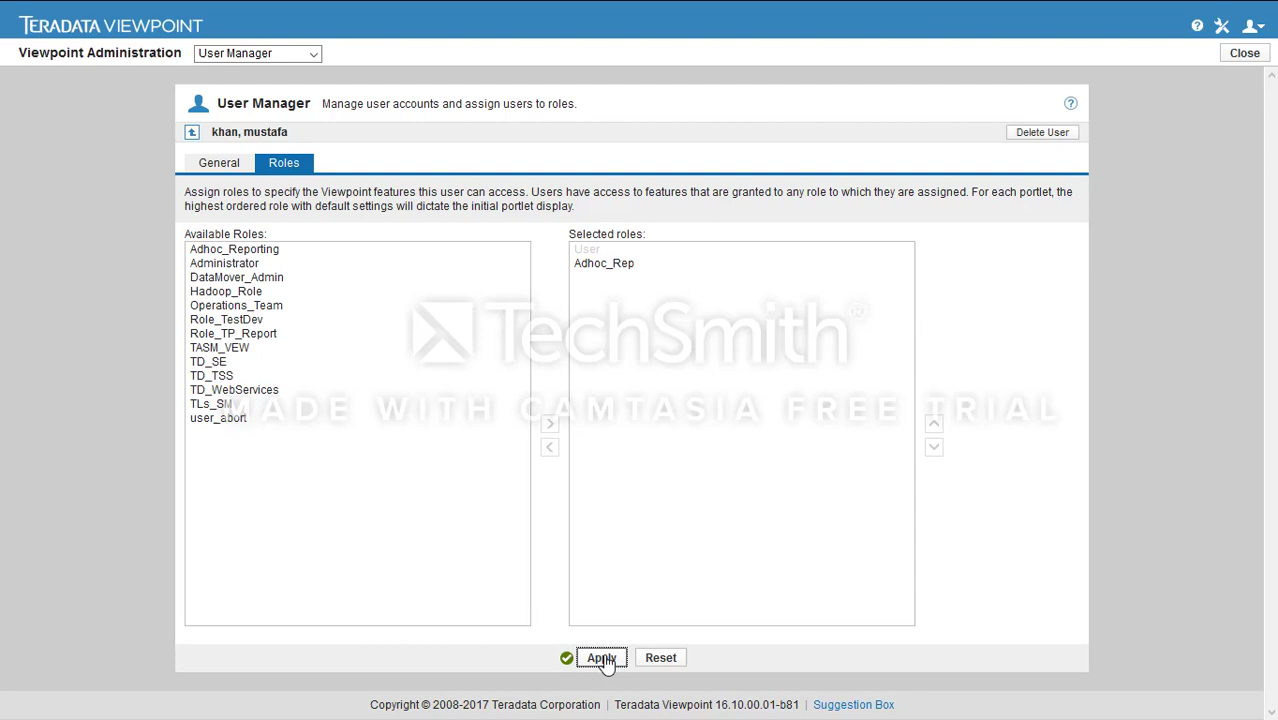 TERADATA VIEWPOINT
Viewpoint Administration User Manager Close
User Manager Manage user accounts and assign users to roles.
khan, mustafa Delete User
General Roles
Assign roles to specify the Viewpoint features this user can access. Users have access to features that are granted to any role to which they are assigned. For each portlet, the
highest ordered role with default settings will dictate the initial portlet display.
Available Roles:
Adhoc_Reporting
Administrator
DataMover_Admin
Hadoop_Role
Operations_Team
Role_TestDev
Role_TP_Report
TASM_VEW
TD_SE
TD_TSS
TD_WebServices
TLs_SM
user_abort
Selected roles:
User
Adhoc_Rep
TechSmith®
MADE WITH CAMTASIA FREE TRIAL
Apply Reset
Copyright © 2008-2017 Teradata Corporation | Teradata Viewpoint 16.10.00.01-b81 | Suggestion Box